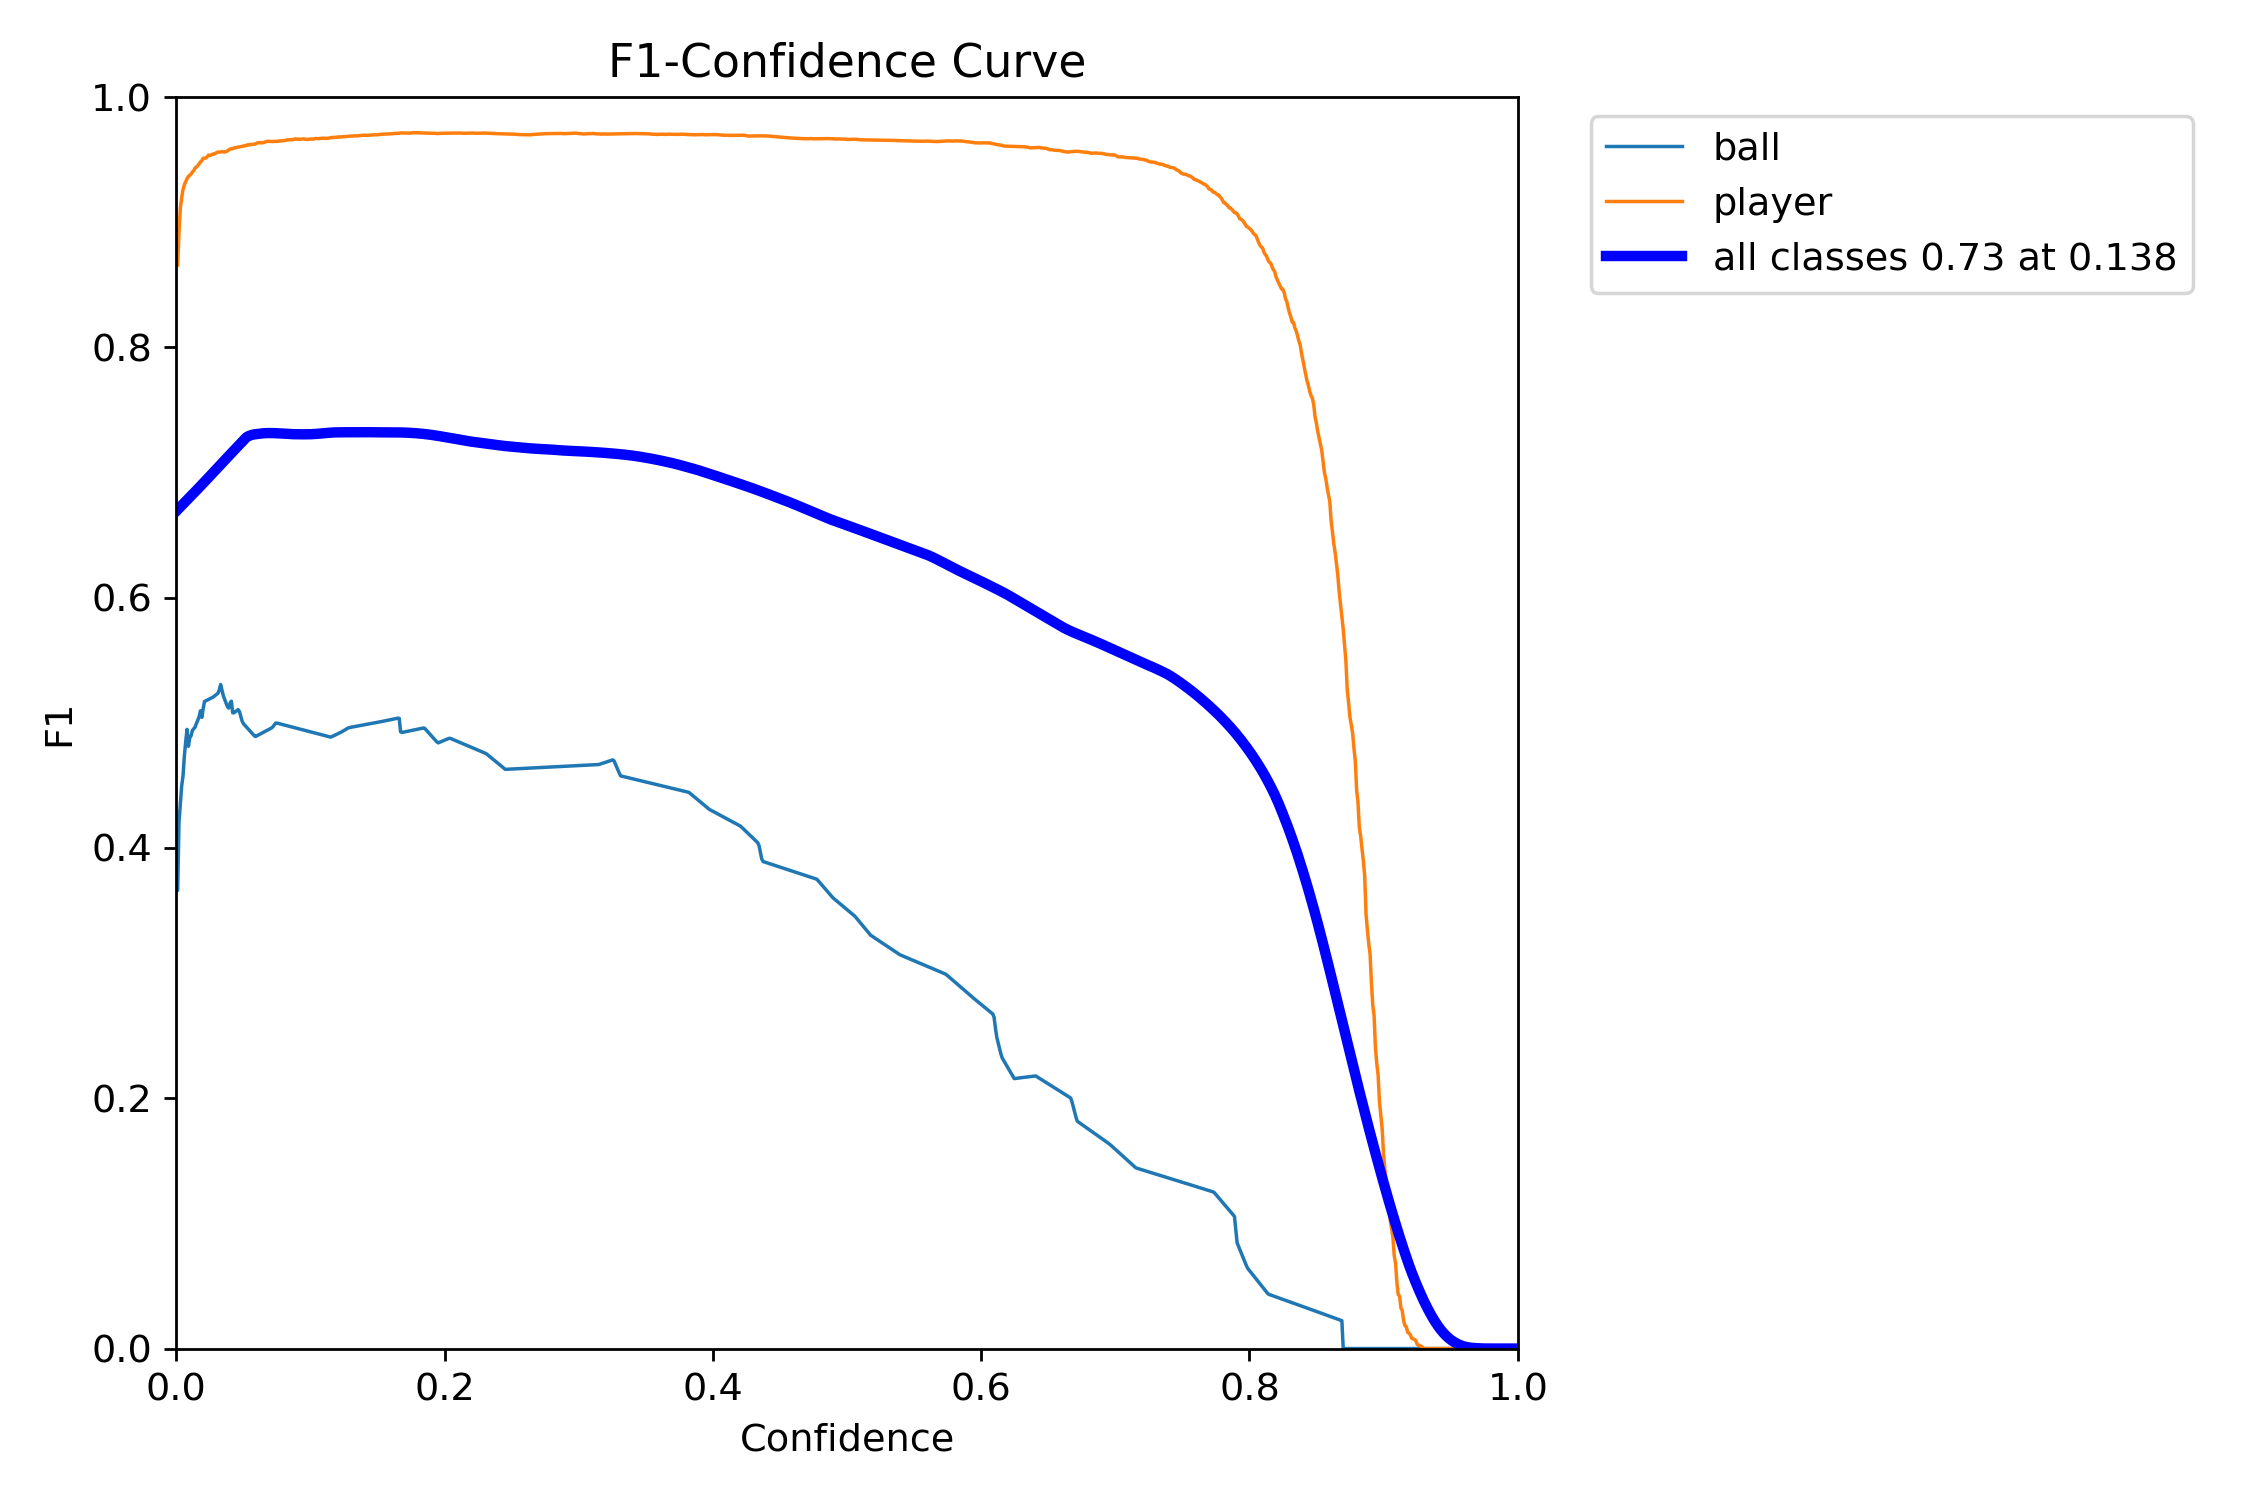 F1-Confidence Curve
1.0
0.8
0.6
0.4
0.2
0.0
F1
0.0 0.2 0.4 0.6 0.8 1.0
Confidence
ball
player
all classes 0.73 at 0.138